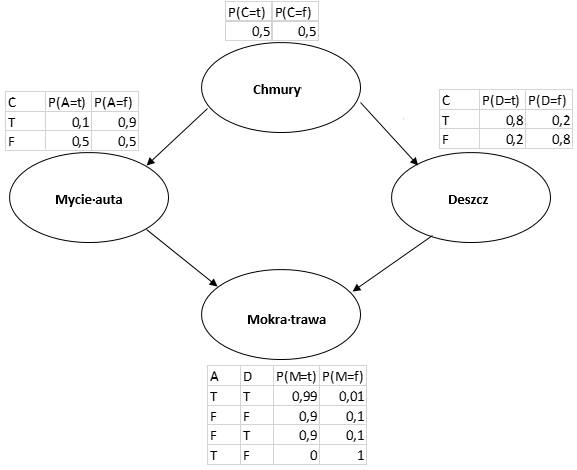 P(C=t) P(C=f)
0,5 0,5
Chmury
C P(A=t) P(A=f)
T 0,1 0,9
F 0,5 0,5
C P(D=t) P(D=f)
T 0,8 0,2
F 0,2 0,8
Mycie·auta
Deszcz
Mokra·trawa
A D P(M=t) P(M=f)
T T 0,99 0,01
F F 0,9 0,1
F T 0,9 0,1
T F 0 1